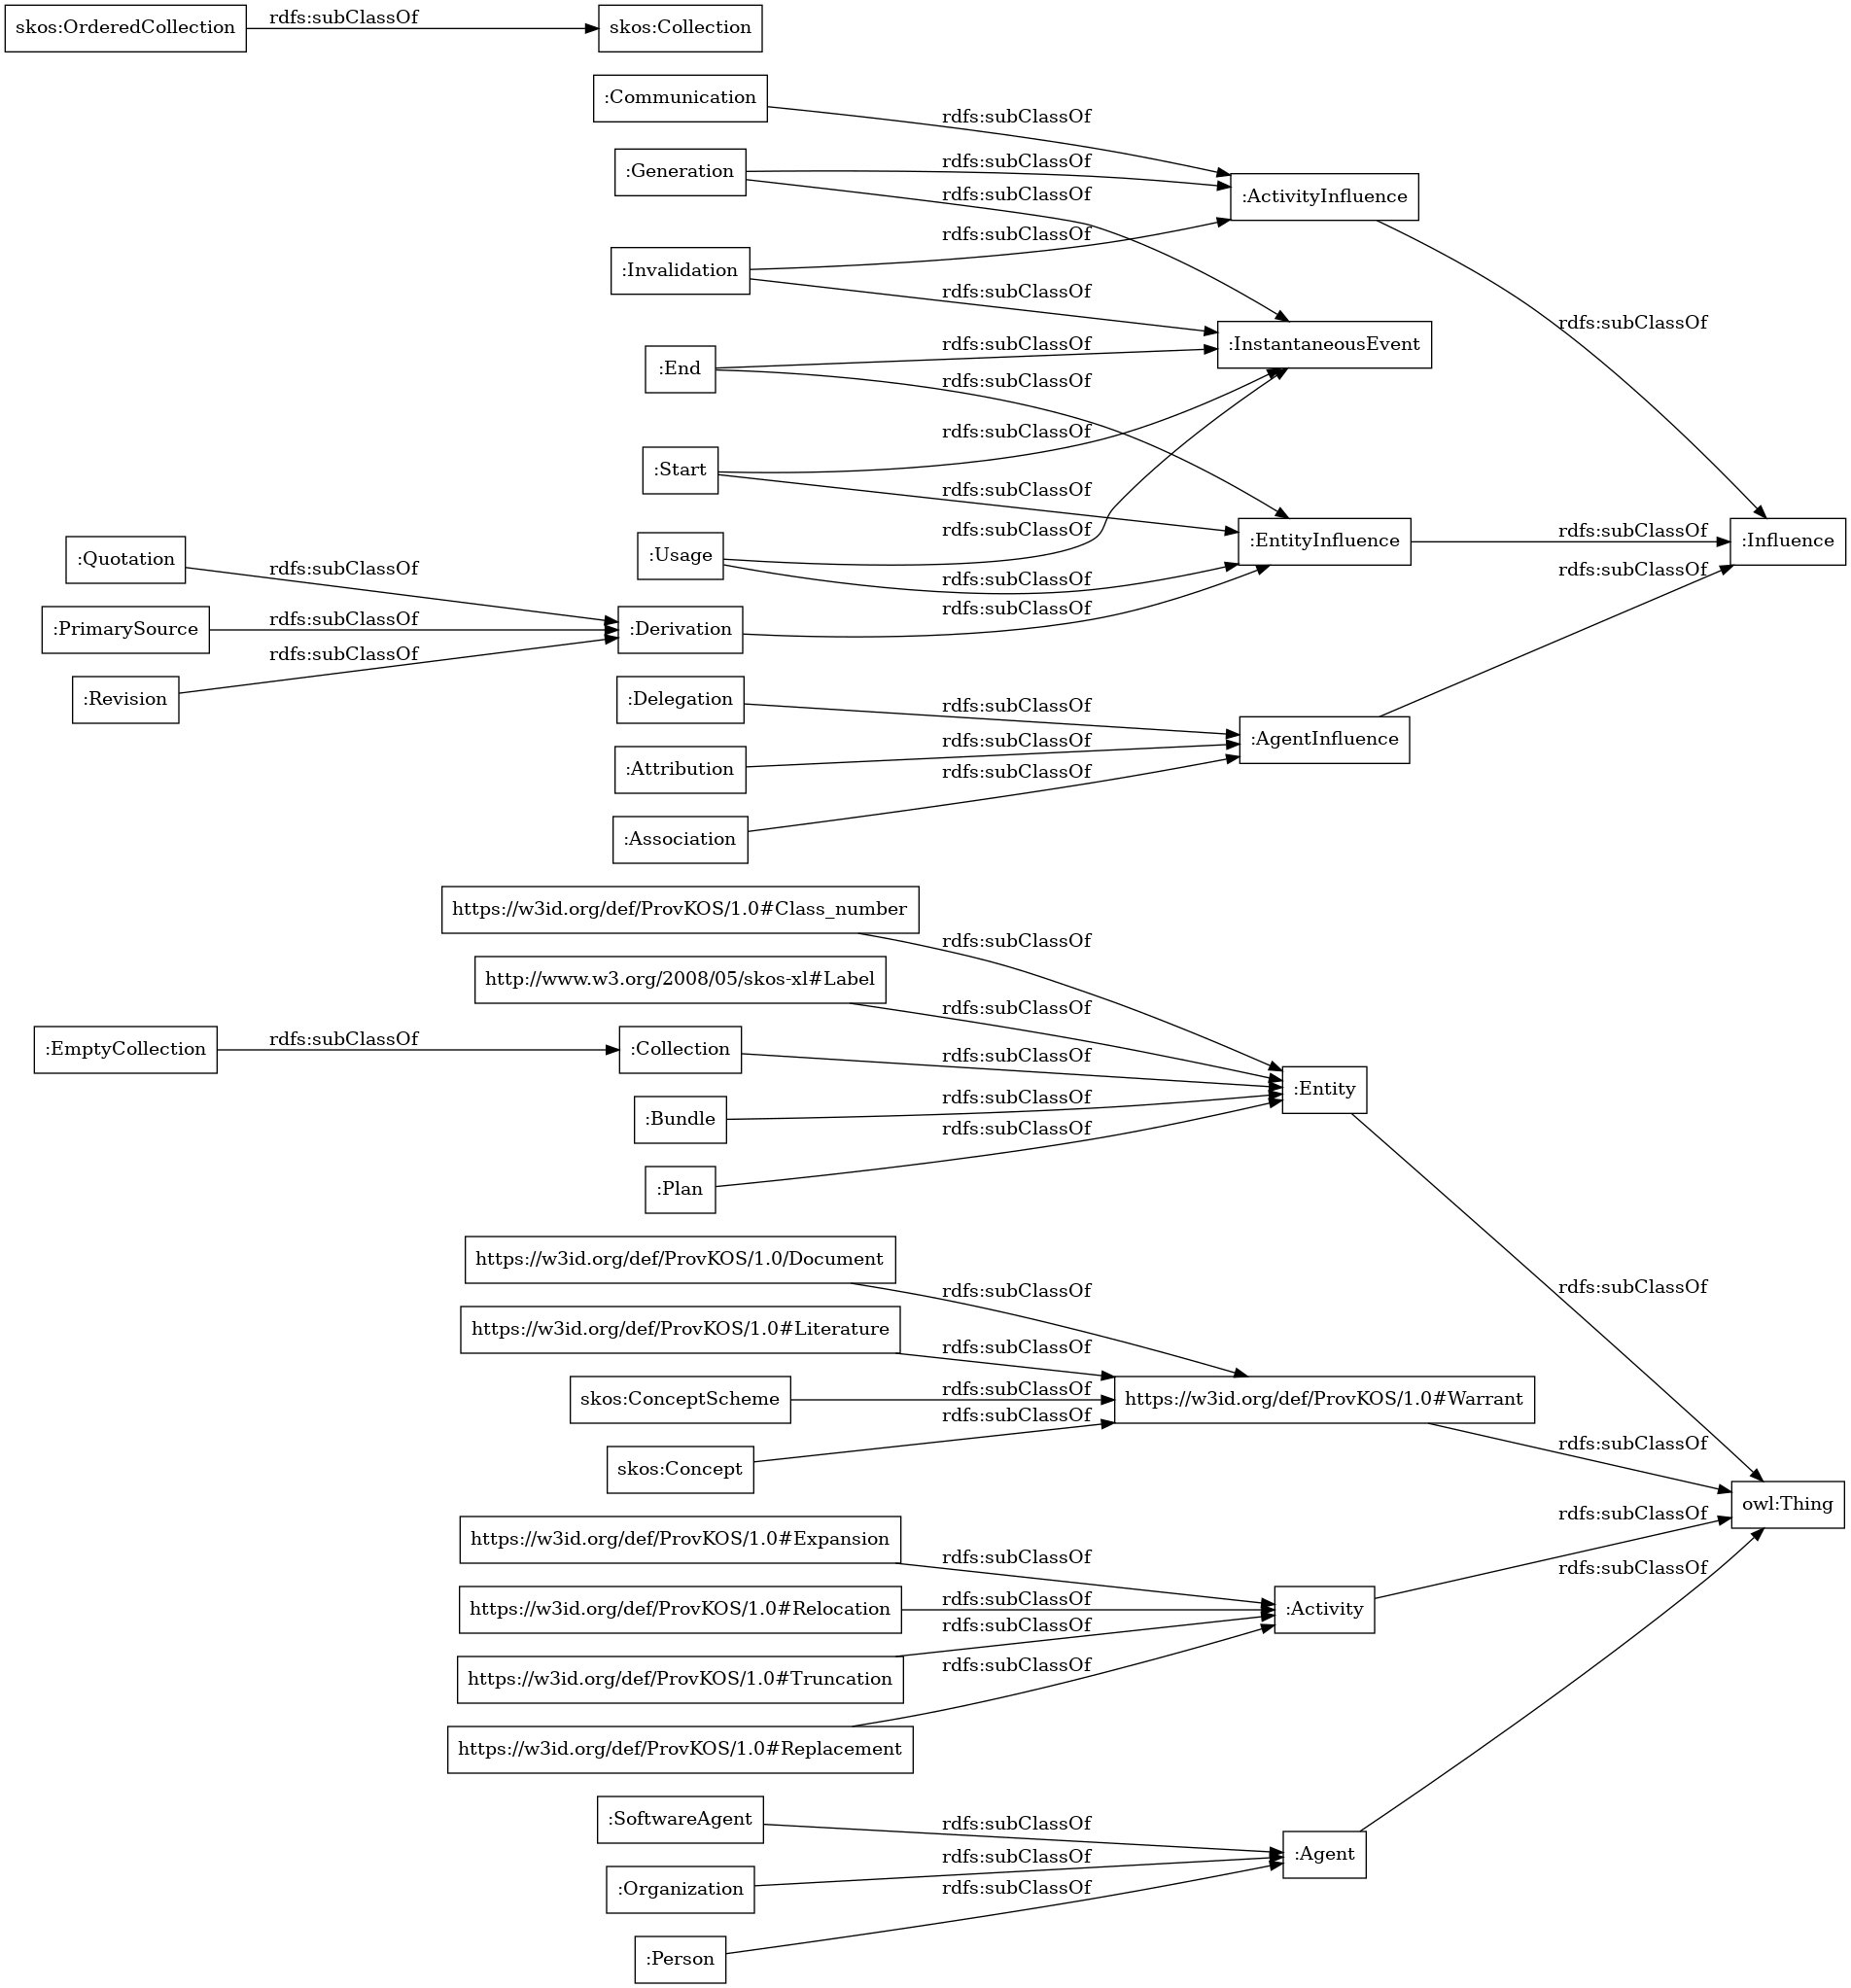 skos:OrderedCollection
rdfs:subClassOf
skos:Collection
:Communication
rdfs:subClassOf
:Generation
rdfs:subClassOf
rdfs:subClassOf
:ActivityInfluence
:Invalidation
rdfs:subClassOf
rdfs:subClassOf
rdfs:subClassOf
:End
rdfs:subClassOf
:InstantaneousEvent
rdfs:subClassOf
:Start
rdfs:subClassOf
rdfs:subClassOf
:Quotation
rdfs:subClassOf
:Usage
rdfs:subClassOf
rdfs:subClassOf
:EntityInfluence
rdfs:subClassOf
:Influence
:PrimarySource
rdfs:subClassOf
:Derivation
rdfs:subClassOf
rdfs:subClassOf
:Revision
rdfs:subClassOf
:Delegation
rdfs:subClassOf
:Attribution
rdfs:subClassOf
:AgentInfluence
:Association
rdfs:subClassOf
https://w3id.org/def/ProvKOS/1.0#Class_number
rdfs:subClassOf
http://www.w3.org/2008/05/skos-xl#Label
rdfs:subClassOf
:EmptyCollection
rdfs:subClassOf
:Collection
rdfs:subClassOf
:Entity
:Bundle
rdfs:subClassOf
:Plan
rdfs:subClassOf
https://w3id.org/def/ProvKOS/1.0/Document
rdfs:subClassOf
rdfs:subClassOf
https://w3id.org/def/ProvKOS/1.0#Literature
rdfs:subClassOf
skos:ConceptScheme
rdfs:subClassOf
https://w3id.org/def/ProvKOS/1.0#Warrant
skos:Concept
rdfs:subClassOf
rdfs:subClassOf
owl:Thing
https://w3id.org/def/ProvKOS/1.0#Expansion
rdfs:subClassOf
rdfs:subClassOf
https://w3id.org/def/ProvKOS/1.0#Relocation
rdfs:subClassOf
:Activity
rdfs:subClassOf
https://w3id.org/def/ProvKOS/1.0#Truncation
rdfs:subClassOf
https://w3id.org/def/ProvKOS/1.0#Replacement
rdfs:subClassOf
:SoftwareAgent
rdfs:subClassOf
:Organization
rdfs:subClassOf
:Agent
:Person
rdfs:subClassOf